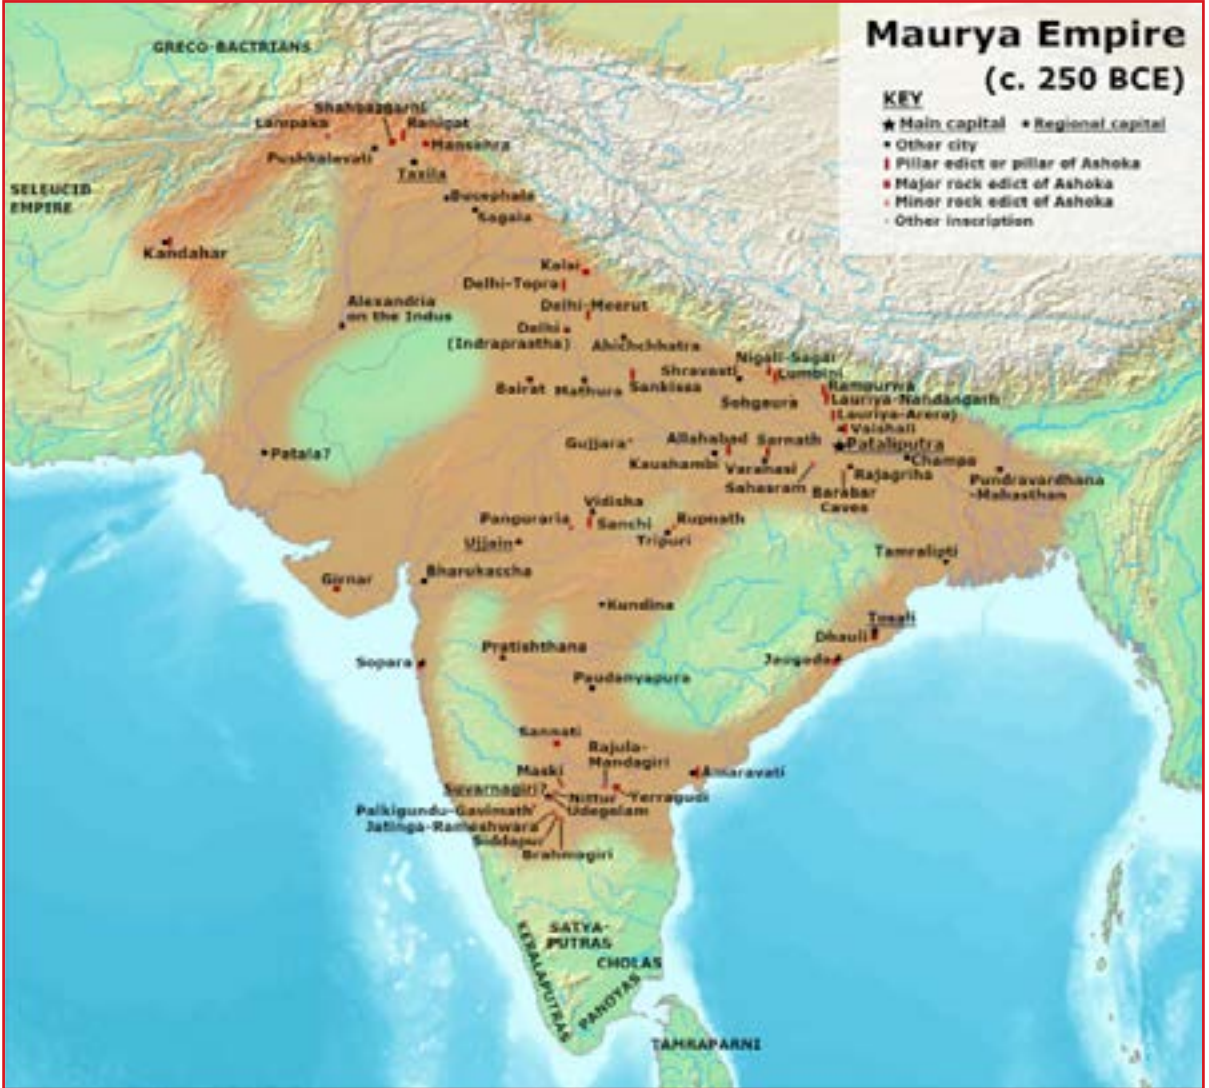 Maurya Empire
(c. 250 BCE)
KEY
Main capital
Regional capital
Other city
Pillar edict or pillar of Ashoka
Major rock edict of Ashoka
Minor rock edict of Ashoka
Other inscription
GRECO-BACTRIANS
Shahbazgarhi
Lampaka
Ranigat
Mansehra
Pushkalavati
Taxila
SELEUCID
EMPIRE
Bucephala
Sagala
Kandahar
Kalsi
Delhi-Topra
Alexandria
on the Indus
Delhi-Meerut
Delhi
(Indraprastha)
Ahichchhatra
Nigali-Sagar
Shravasti
Lumbini
Bairat
Mathura
Sankissa
Rampurwa
Sohgaura
Lauriya-Nandangarh
(Lauriya-Araraj)
Vaishali
Gujjara
Allahabad
Sarnath
Pataliputra
Patala?
Kaushambi
Varanasi
Champa
Sahasram
Rajagriha
Barabar
Caves
Pundravardhana
-Mahasthan
Vidisha
Panguraria
Sanchi
Rupnath
Ujjain
Tripuri
Tamralipti
Girnar
Bharukaccha
Kundina
Tosali
Dhauli
Pratishthana
Sopara
Jaugada
Paudanyapura
Sannati
Rajula-
Mandagiri
Maski
Amaravati
Suvarnagiri?
Nittur
Yerragudi
Palkigundu-Gavimath
Udegolam
Jatinga-Rameshwara
Siddapur
Brahmagiri
SATYA-
PUTRAS
KERALAPUTRAS
CHOLAS
PANDYAS
TAMRAPARNI